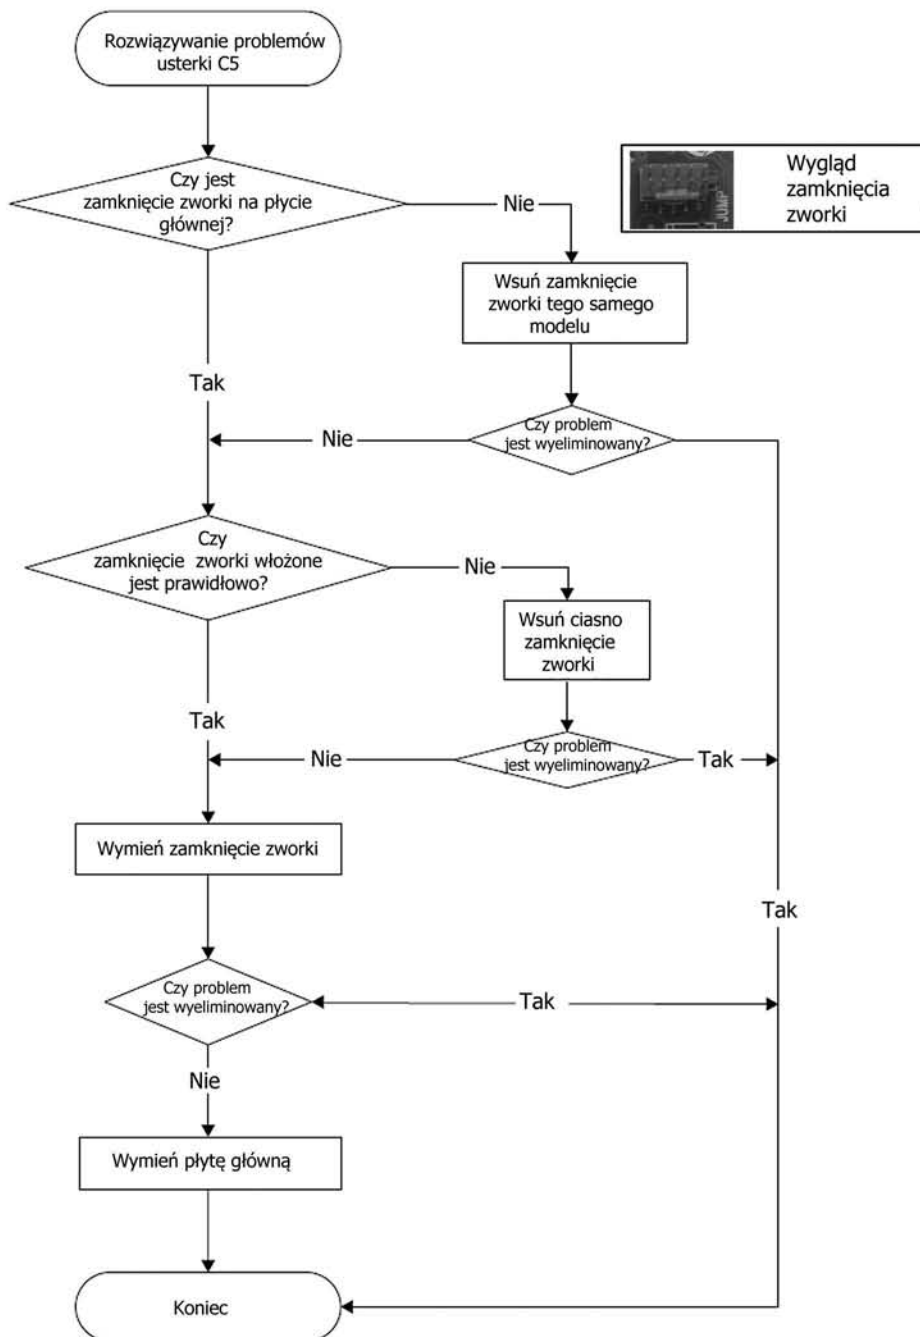 Rozwiązywanie problemów
usterki C5
Czy jest
zamknięcie zworki na płycie
głównej?
Nie
Wygląd
zamknięcia
zworki
JUMP
Wsuń zamknięcie
zworki tego samego
modelu
Tak
Czy problem
jest wyeliminowany?
Nie
Czy
zamknięcie zworki włożone
jest prawidłowo?
Nie
Wsuń ciasno
zamknięcie
zworki
Tak
Czy problem
jest wyeliminowany?
Nie
Tak
Wymień zamknięcie zworki
Tak
Czy problem
jest wyeliminowany?
Tak
Nie
Wymień płytę główną
Koniec